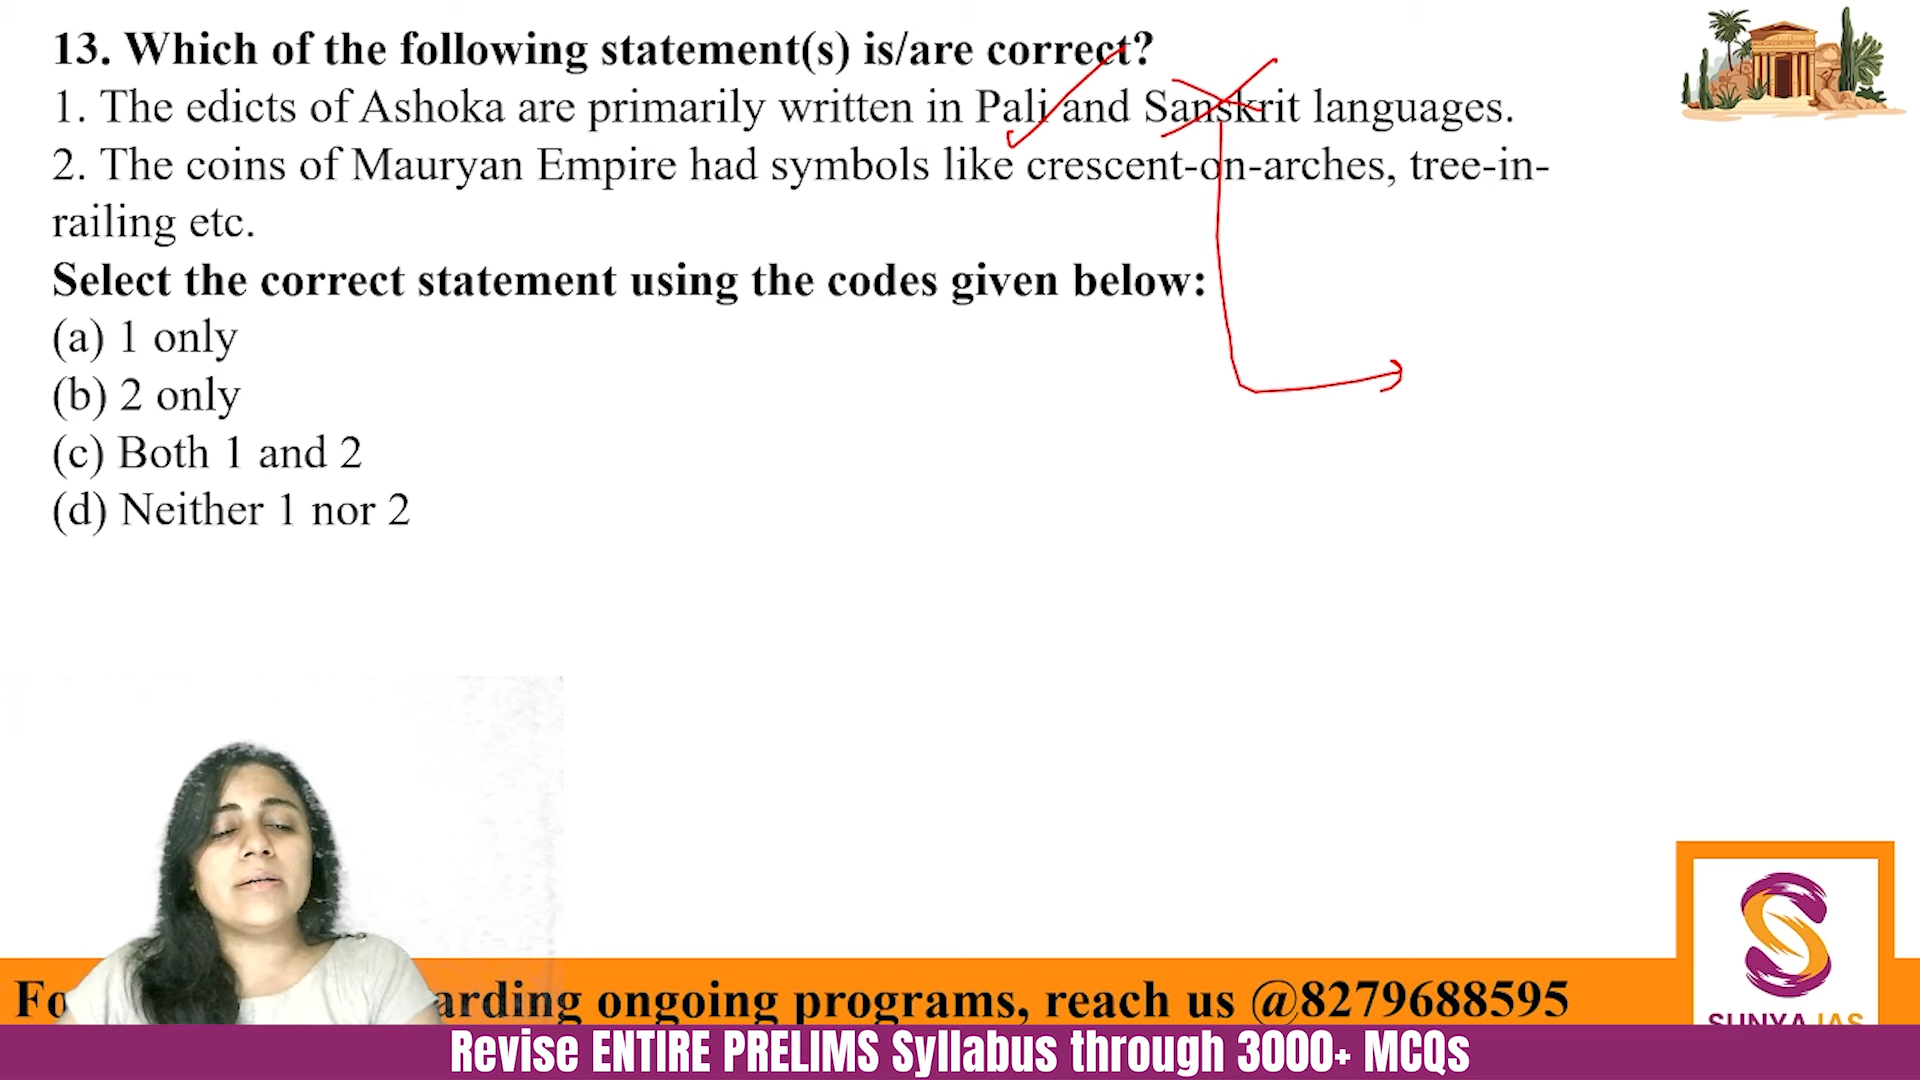 13. Which of the following statement(s) is/are correct?
1. The edicts of Ashoka are primarily written in Pali and Sanskrit languages.
2. The coins of Mauryan Empire had symbols like crescent-on-arches, tree-in-
railing etc.
Select the correct statement using the codes given below:
(a) 1 only
(b) 2 only
(c) Both 1 and 2
(d) Neither 1 nor 2
arding ongoing programs, reach us @8279688595
SUNYA IAS
Revise ENTIRE PRELIMS Syllabus through 3000+ MCQs